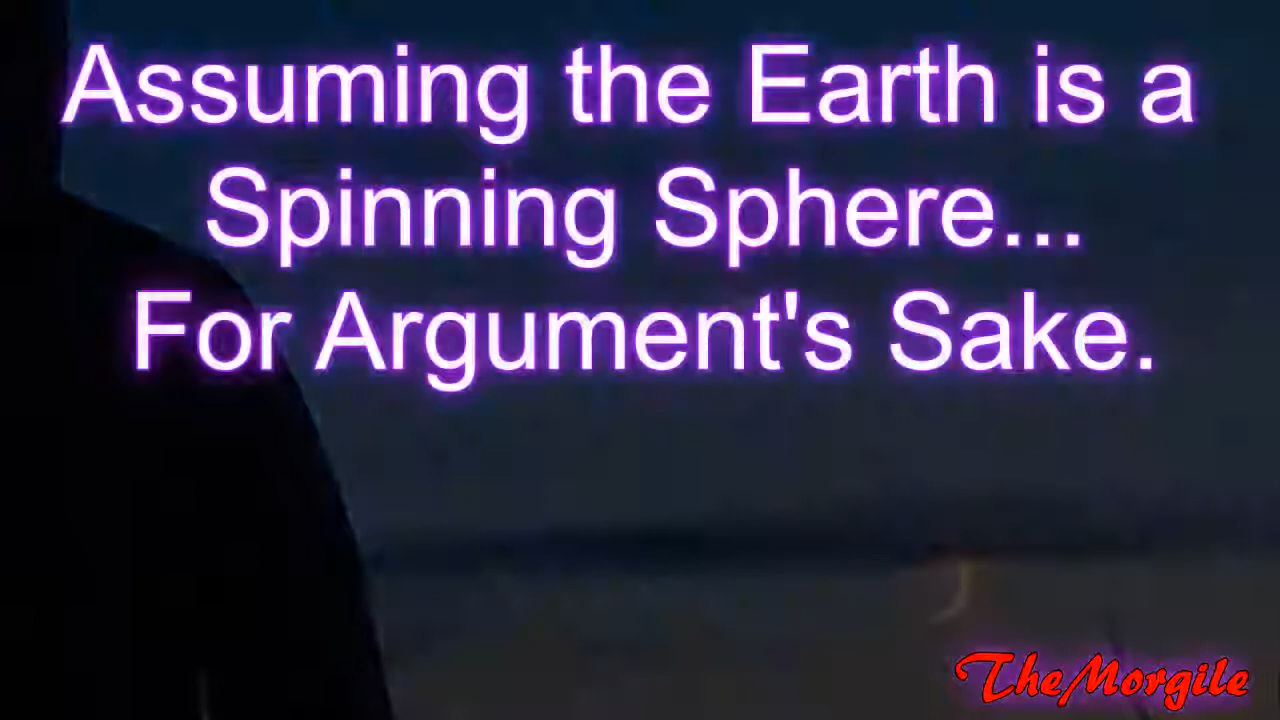 Assuming the Earth is a
Spinning Sphere...
For Argument's Sake.
TheMorgile